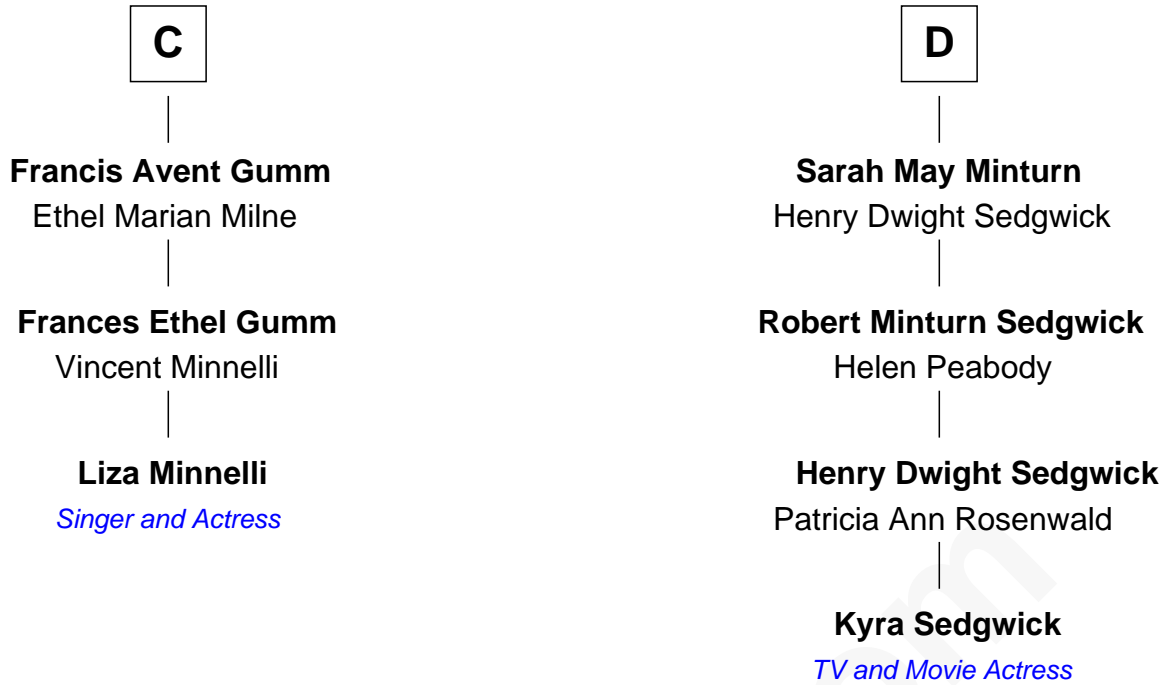 C
Francis Avent Gumm
Ethel Marian Milne
Frances Ethel Gumm
Vincent Minnelli
Liza Minnelli
Singer and Actress
D
Sarah May Minturn
Henry Dwight Sedgwick
Robert Minturn Sedgwick
Helen Peabody
Henry Dwight Sedgwick
Patricia Ann Rosenwald
Kyra Sedgwick
TV and Movie Actress